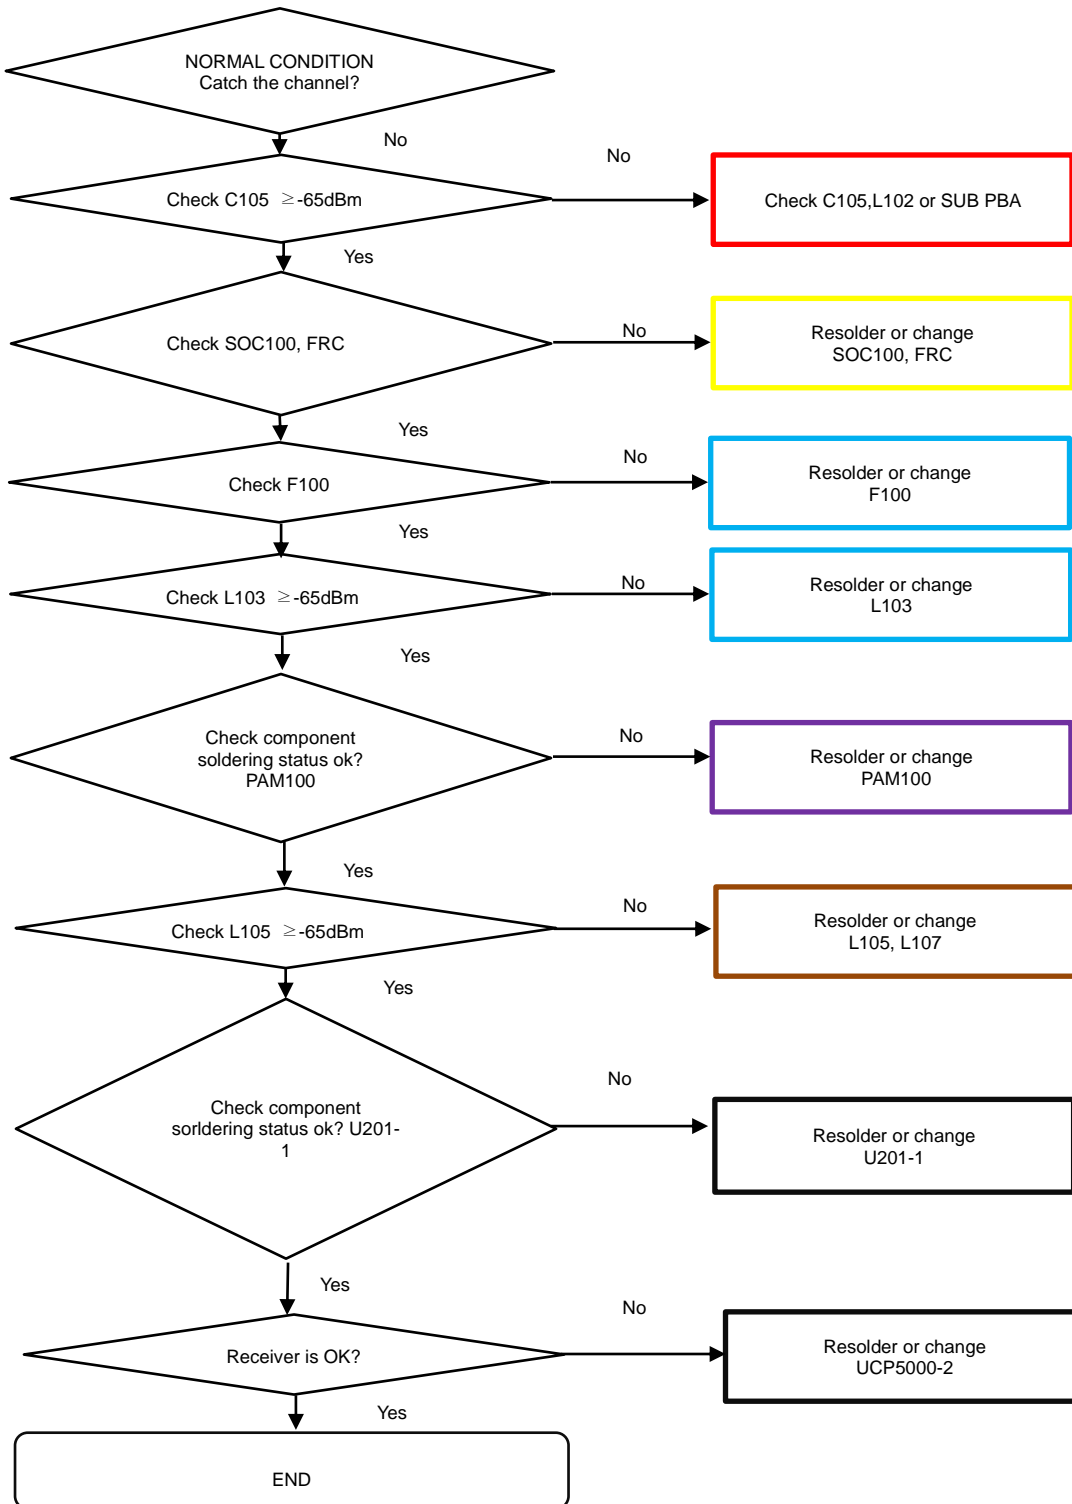 NORMAL CONDITION
Catch the channel?
No
No
Check C105 ≥-65dBm
Check C105,L102 or SUB PBA
Yes
Check SOC100, FRC
No
Resolder or change
SOC100, FRC
Yes
Check F100
No
Resolder or change
F100
Yes
Check L103 ≥-65dBm
No
Resolder or change
L103
Yes
Check component
soldering status ok?
PAM100
No
Resolder or change
PAM100
Yes
Check L105 ≥-65dBm
No
Resolder or change
L105, L107
Yes
Check component
sorldering status ok? U201-
1
No
Resolder or change
U201-1
Yes
Receiver is OK?
No
Resolder or change
UCP5000-2
Yes
END